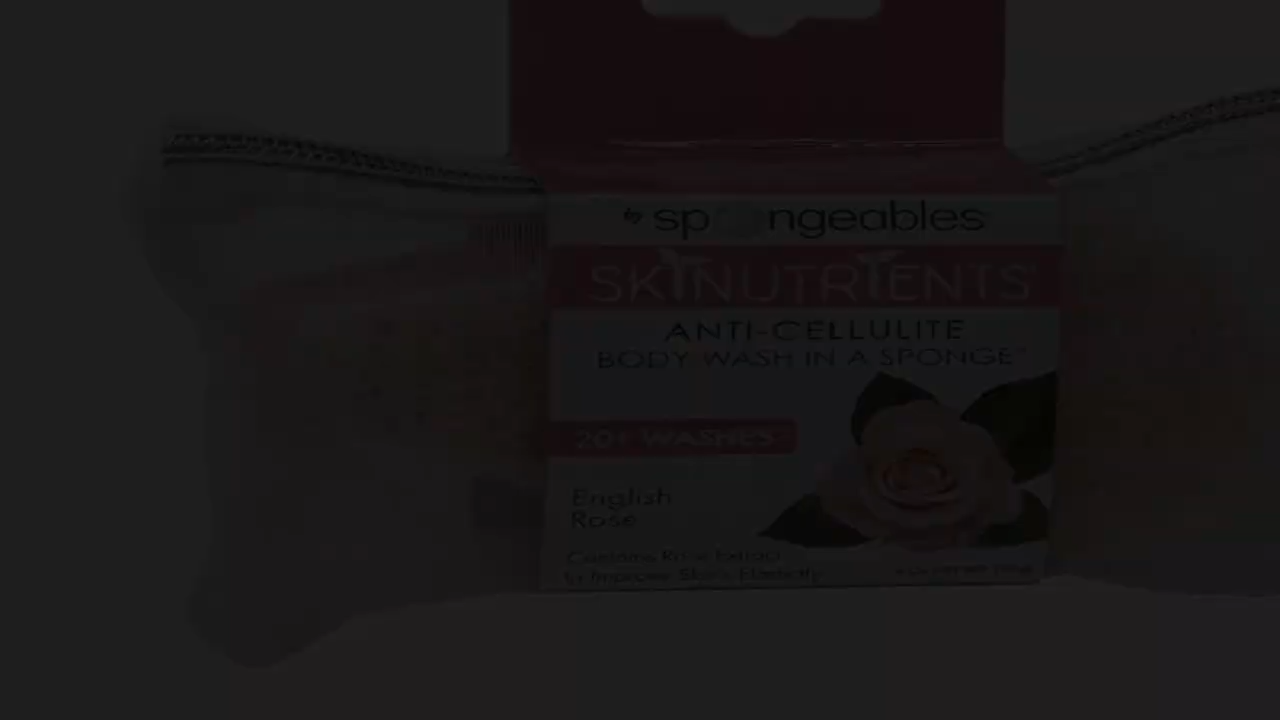 by spongeables
SKINUTRIENTS
ANTI-CELLULITE
BODY WASH IN A SPONGE
20+ WASHES
English
Rose
Contains Rose Extract
to Improve Skin's Elasticity